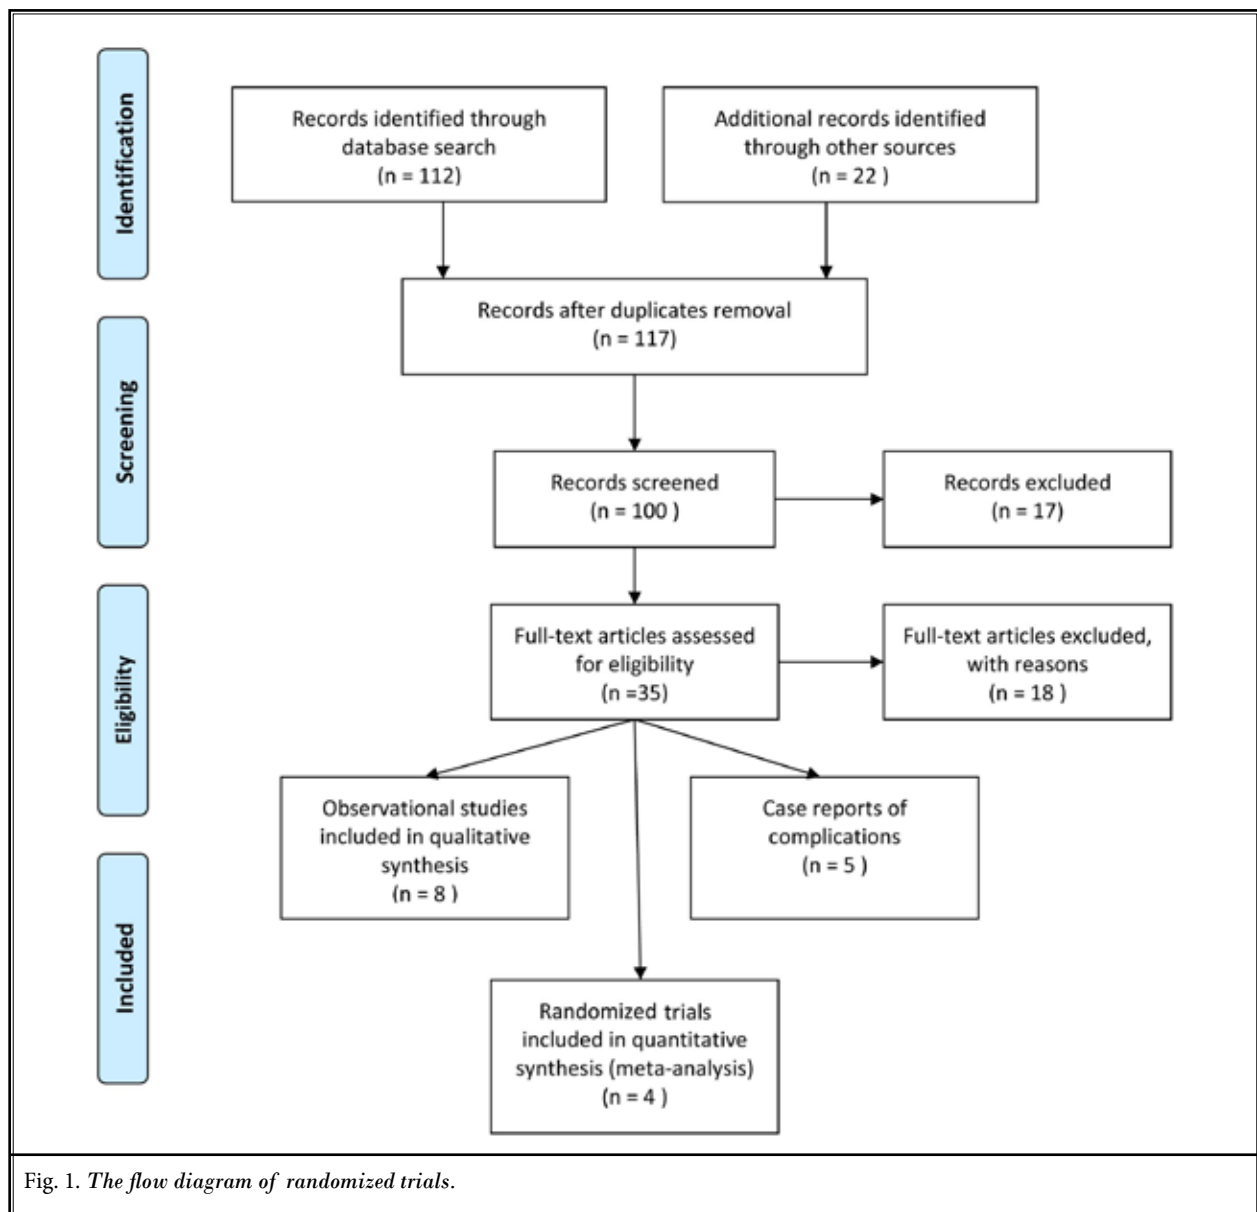 Identification
Records identified through
database search
(n = 112)
Additional records identified
through other sources
(n = 22 )
Records after duplicates removal
(n = 117)
Screening
Records screened
(n = 100 )
Records excluded
(n = 17)
Eligibility
Full-text articles assessed
for eligibility
(n =35)
Full-text articles excluded,
with reasons
(n = 18 )
Observational studies
included in qualitative
synthesis
(n = 8 )
Case reports of
complications
(n = 5 )
Included
Randomized trials
included in quantitative
synthesis (meta-analysis)
(n = 4 )
Fig. 1. The flow diagram of randomized trials.